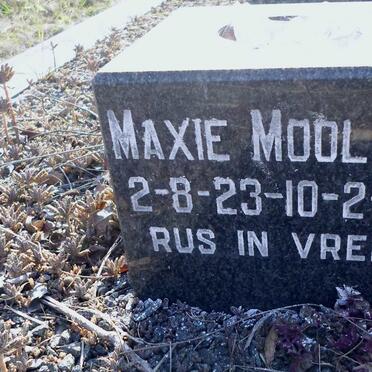 MAXIE MOOL
2-8-23-10-2
RUS IN VRE